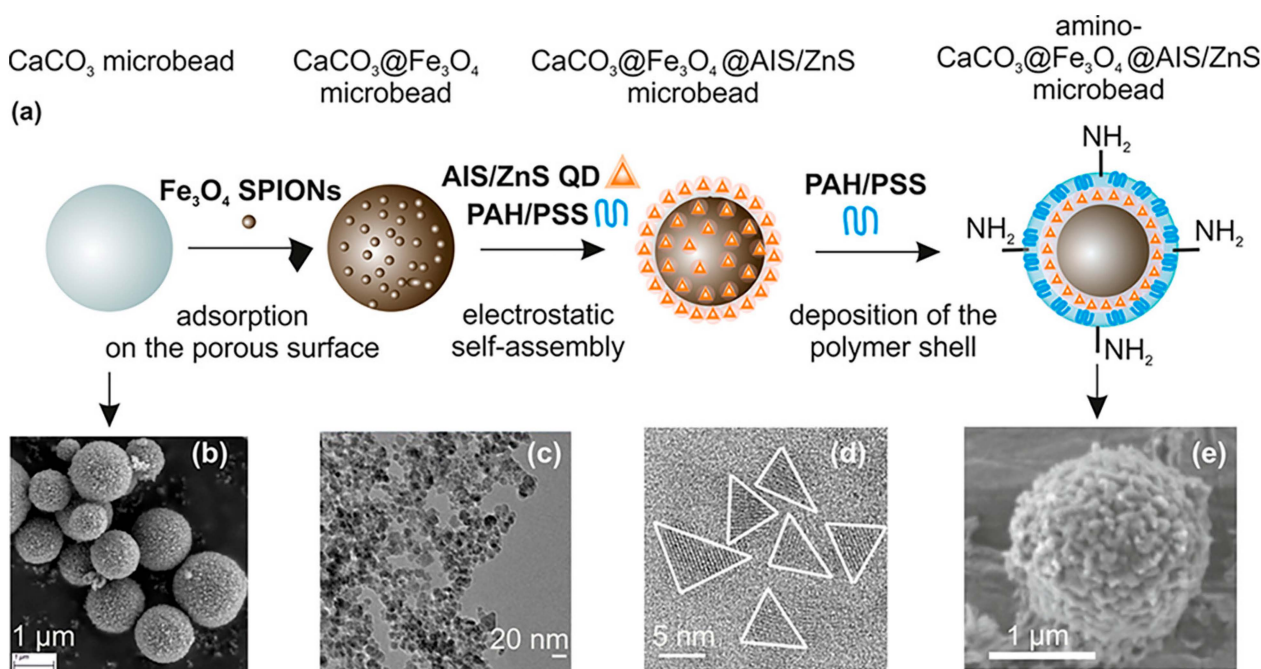 CaCO₃ microbead
CaCO₃@Fe₃O₄
microbead
CaCO₃@Fe₃O₄@AIS/ZnS
microbead
amino-
CaCO₃@Fe₃O₄@AIS/ZnS
microbead
(a)
Fe₃O₄ SPIONs
adsorption
on the porous surface
AIS/ZnS QD
PAH/PSS
electrostatic
self-assembly
PAH/PSS
deposition of the
polymer shell
NH₂
NH₂
NH₂
NH₂
(b)
1 µm
1 µm
(c)
20 nm
(d)
5 nm
(e)
1 µm